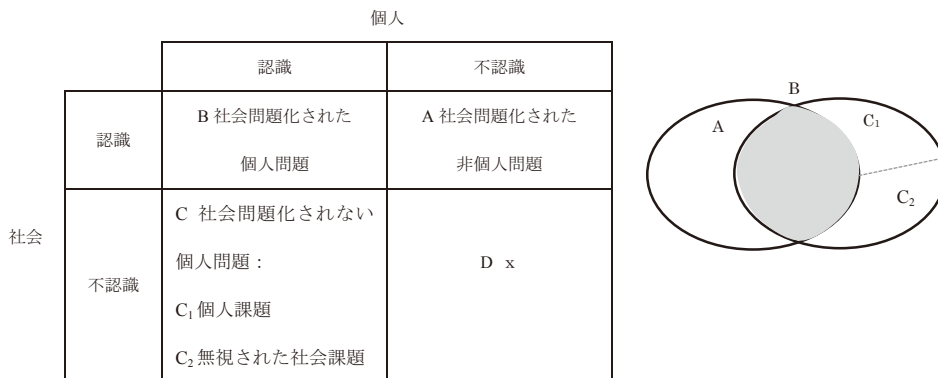 個人
認識
不認識
社会
認識
B 社会問題化された
個人問題
A 社会問題化された
非個人問題
不認識
C 社会問題化されない
個人問題：
C₁ 個人課題
C₂ 無視された社会課題
D x
A
B
C₁
C₂